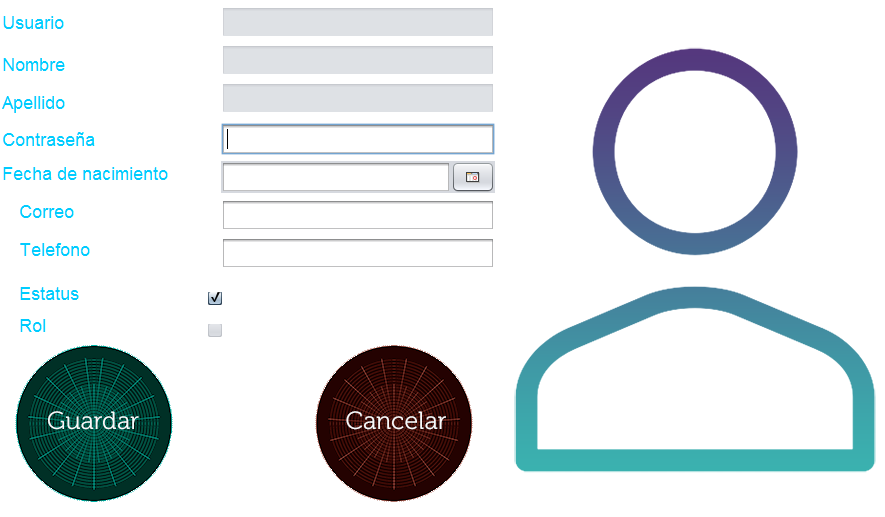 Usuario
Nombre
Apellido
Contraseña
Fecha de nacimiento
Correo
Telefono
Estatus
Rol
Guardar
Cancelar